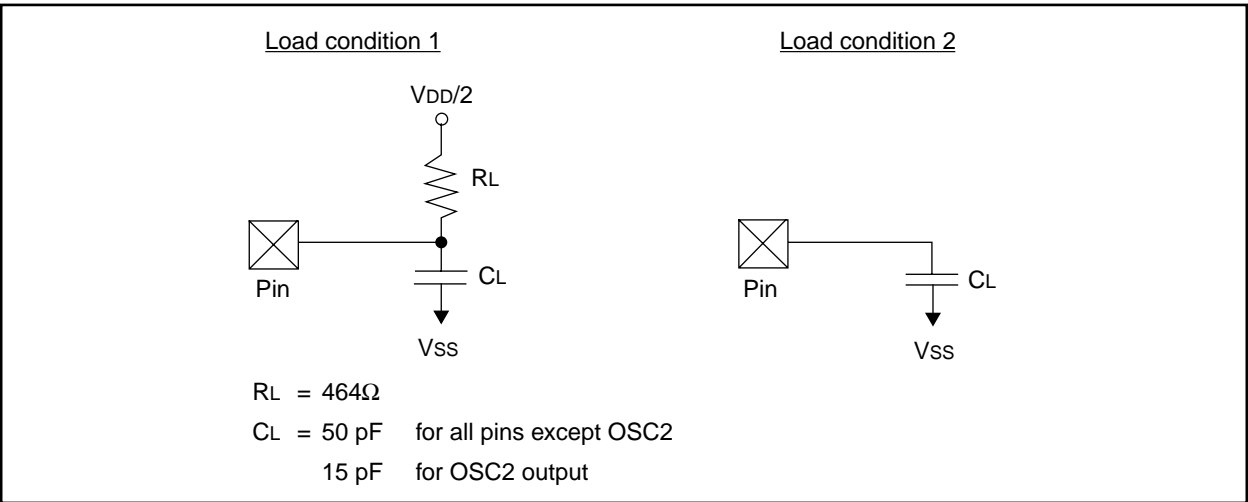 Load condition 1
VDD/2
RL
Pin
CL
VSS
Load condition 2
Pin
CL
VSS
RL = 464Ω
CL = 50 pF for all pins except OSC2
15 pF for OSC2 output